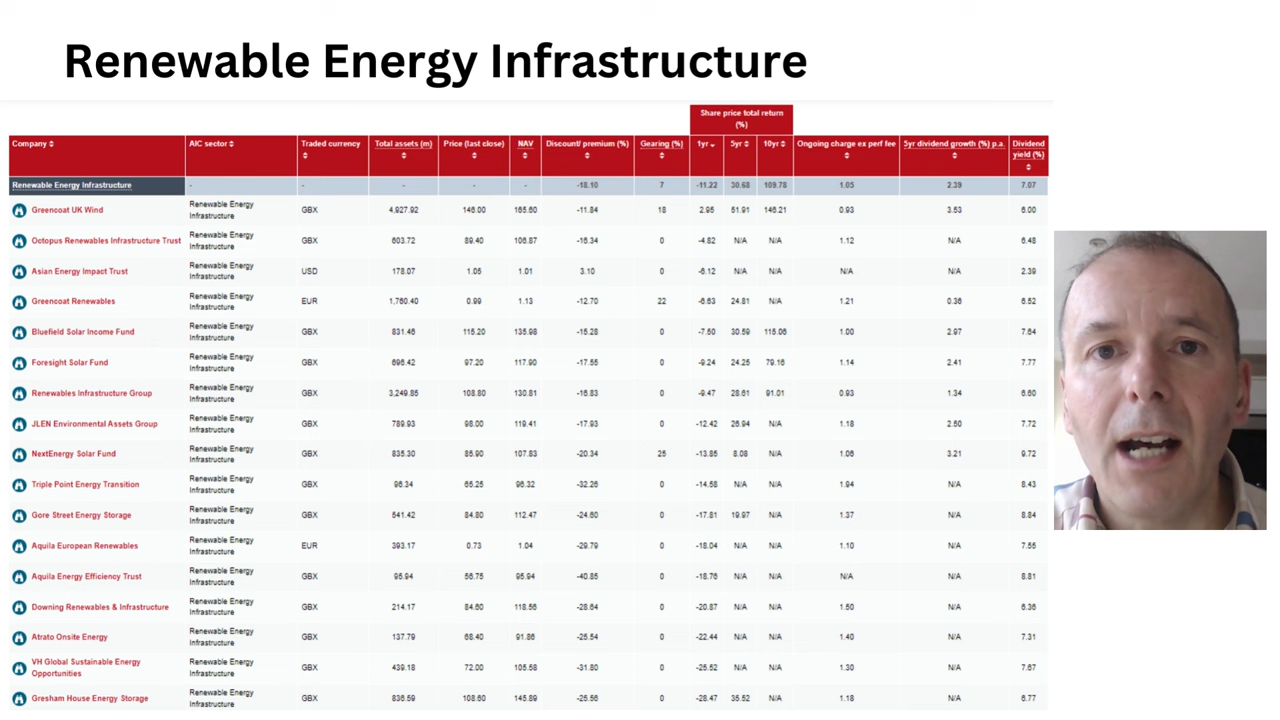 Renewable Energy Infrastructure
Share price total return
(%)
Company AIC sector Traded currency Total assets (m) Price (last close) NAV Discount/ premium (%) Gearing (%) 1yr 5yr 10yr Ongoing charge ex perf fee 5yr dividend growth (%) p.a. Dividend yield (%)
Renewable Energy Infrastructure - - - - - -18.10 7 -11.22 30.68 109.78 1.05 2.39 7.07
Greencoat UK Wind Renewable Energy Infrastructure GBX 4,927.92 146.00 165.60 -11.84 18 2.95 51.91 146.21 0.93 3.53 6.00
Octopus Renewables Infrastructure Trust Renewable Energy Infrastructure GBX 603.72 89.40 106.87 -16.34 0 -4.82 N/A N/A 1.12 N/A 6.48
Asian Energy Impact Trust Renewable Energy Infrastructure USD 178.07 1.05 1.01 3.10 0 -6.12 N/A N/A N/A N/A 2.39
Greencoat Renewables Renewable Energy Infrastructure EUR 1,760.40 0.99 1.13 -12.70 22 -6.63 24.81 N/A 1.21 0.36 6.52
Bluefield Solar Income Fund Renewable Energy Infrastructure GBX 831.46 115.20 135.98 -15.28 0 -7.50 30.59 115.06 1.00 2.97 7.64
Foresight Solar Fund Renewable Energy Infrastructure GBX 696.42 97.20 117.90 -17.55 0 -9.24 24.25 79.16 1.14 2.41 7.77
Renewables Infrastructure Group Renewable Energy Infrastructure GBX 3,249.85 108.80 130.81 -16.83 0 -9.47 28.61 91.01 0.93 1.34 6.60
JLEN Environmental Assets Group Renewable Energy Infrastructure GBX 789.93 98.00 119.41 -17.93 0 -12.42 26.94 N/A 1.18 2.50 7.72
NextEnergy Solar Fund Renewable Energy Infrastructure GBX 835.30 85.90 107.83 -20.34 25 -13.85 8.08 N/A 1.06 3.21 9.72
Triple Point Energy Transition Renewable Energy Infrastructure GBX 96.34 65.25 96.32 -32.26 0 -14.58 N/A N/A 1.94 N/A 8.43
Gore Street Energy Storage Renewable Energy Infrastructure GBX 541.42 84.80 112.47 -24.60 0 -17.81 19.97 N/A 1.37 N/A 8.84
Aquila European Renewables Renewable Energy Infrastructure EUR 393.17 0.73 1.04 -29.79 0 -18.04 N/A N/A 1.10 N/A 7.55
Aquila Energy Efficiency Trust Renewable Energy Infrastructure GBX 95.94 56.75 95.94 -40.85 0 -18.76 N/A N/A N/A N/A 8.81
Downing Renewables & Infrastructure Renewable Energy Infrastructure GBX 214.17 84.60 118.56 -28.64 0 -20.87 N/A N/A 1.50 N/A 6.36
Atrato Onsite Energy Renewable Energy Infrastructure GBX 137.79 68.40 91.86 -25.54 0 -22.44 N/A N/A 1.40 N/A 7.31
VH Global Sustainable Energy Opportunities Renewable Energy Infrastructure GBX 439.18 72.00 105.58 -31.80 0 -25.52 N/A N/A 1.30 N/A 7.67
Gresham House Energy Storage Renewable Energy Infrastructure GBX 836.59 108.60 145.89 -25.56 0 -28.47 35.52 N/A 1.18 N/A 6.77